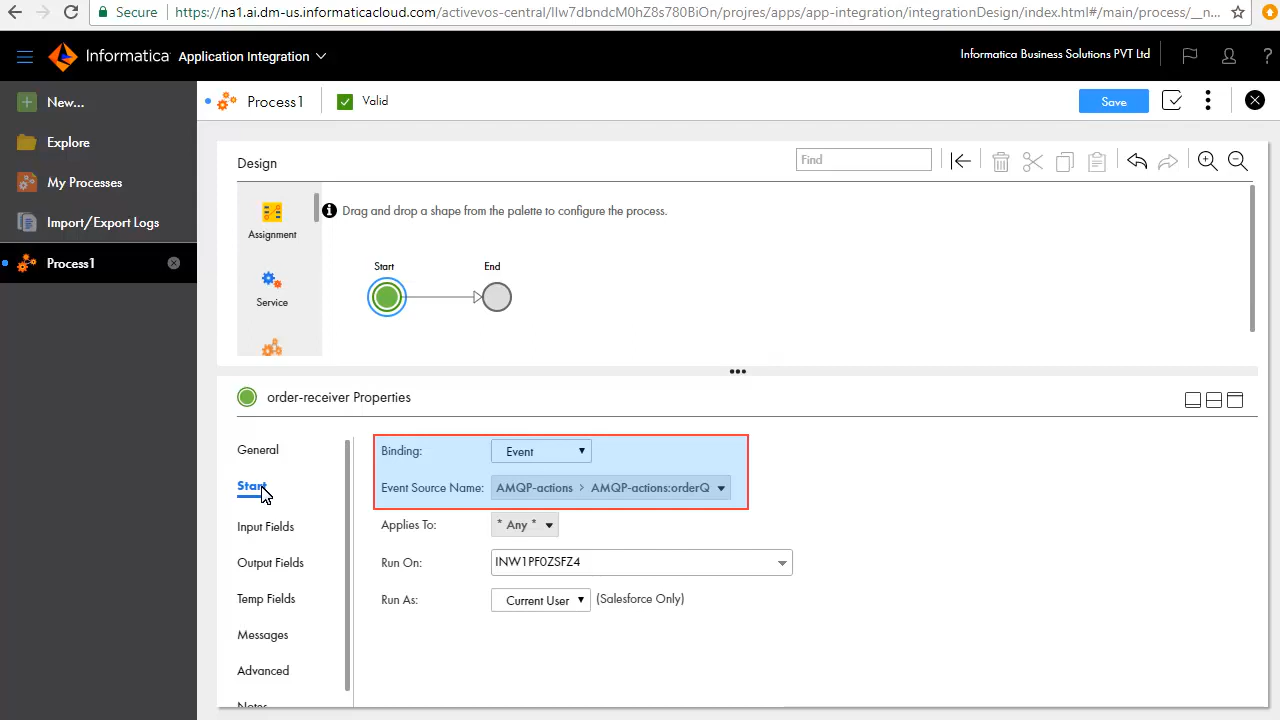 Secure
https://na1.ai.dm-us.informaticacloud.com/activevos-central/IIw7dbndcM0hZ8s780BiOn/projres/apps/app-integration/integrationDesign/index.html#/main/process/__n...
Informatica Application Integration
Informatica Business Solutions PVT Ltd
?
New...
Explore
My Processes
Import/Export Logs
Process1
Process1
Valid
Save
Design
Find
Drag and drop a shape from the palette to configure the process.
Assignment
Service
Start
End
order-receiver Properties
General
Start
Input Fields
Output Fields
Temp Fields
Messages
Advanced
Notes
Binding: Event
Event Source Name: AMQP-actions > AMQP-actions:orderQ
Applies To: * Any *
Run On: INW1PF0ZSFZ4
Run As: Current User (Salesforce Only)